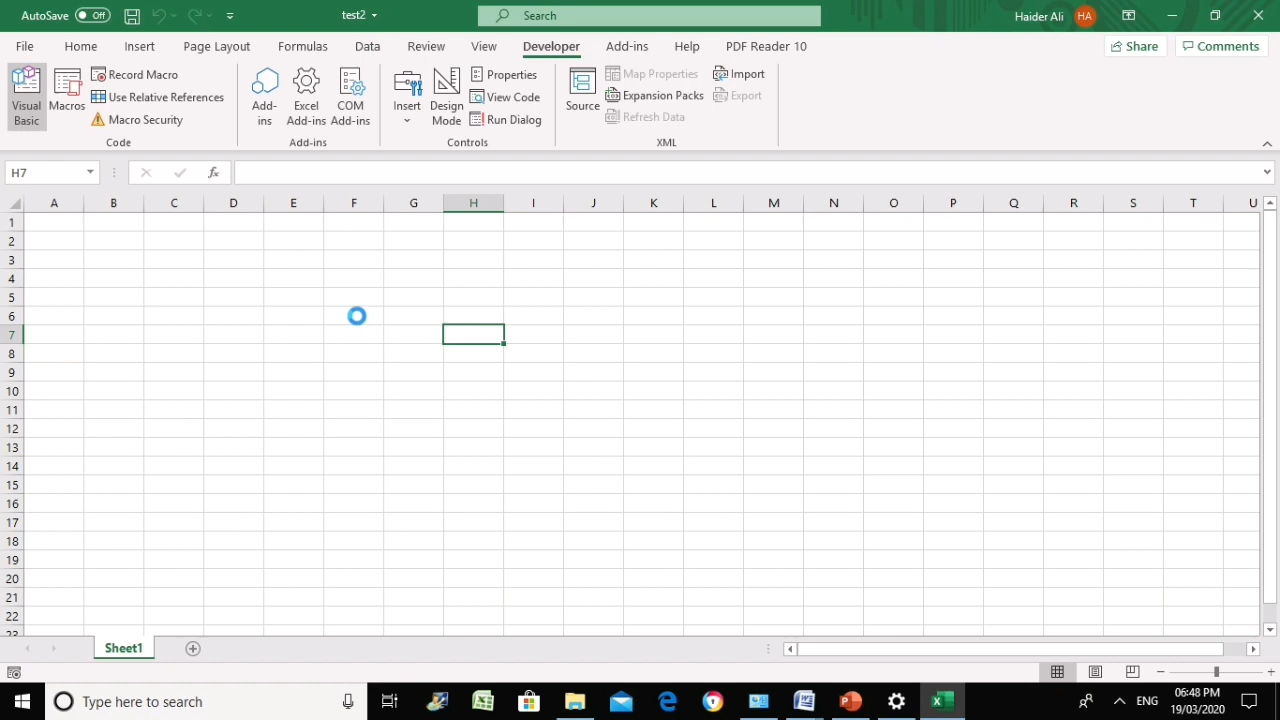 AutoSave Off test2 Search Haider Ali HA
File Home Insert Page Layout Formulas Data Review View Developer Add-ins Help PDF Reader 10 Share Comments
Visual Basic
Macros
Record Macro
Use Relative References
Macro Security
Code
Add-ins
Excel Add-ins
COM Add-ins
Add-ins
Insert
Design Mode
Properties
View Code
Run Dialog
Controls
Source
Map Properties
Expansion Packs
Refresh Data
Import
Export
XML
H7 fx
A B C D E F G H I J K L M N O P Q R S T U
1
2
3
4
5
6
7
8
9
10
11
12
13
14
15
16
17
18
19
20
21
22
23
Sheet1
Type here to search ENG 06:48 PM
19/03/2020